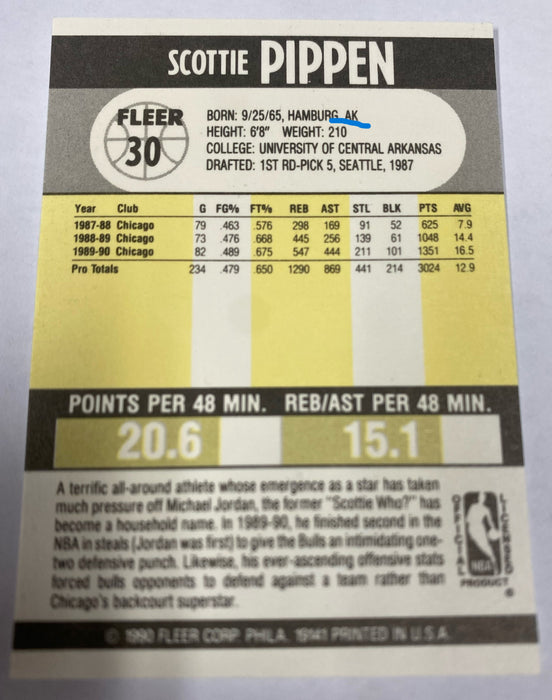 SCOTTIE PIPPEN
FLEER
30
BORN: 9/25/65, HAMBURG, AK
HEIGHT: 6'8" WEIGHT: 210
COLLEGE: UNIVERSITY OF CENTRAL ARKANSAS
DRAFTED: 1ST RD-PICK 5, SEATTLE, 1987
Year Club G FG% FT% REB AST STL BLK PTS AVG
1987-88 Chicago 79 .463 .576 298 169 91 52 625 7.9
1988-89 Chicago 73 .476 .668 445 256 139 61 1048 14.4
1989-90 Chicago 82 .489 .675 547 444 211 101 1351 16.5
Pro Totals 234 .479 .650 1290 869 441 214 3024 12.9
POINTS PER 48 MIN. REB/AST PER 48 MIN.
20.6 15.1
A terrific all-around athlete whose emergence as a star has taken
much pressure off Michael Jordan, the former "Scottie Who?" has
become a household name. In 1989-90, he finished second in the
NBA in steals (Jordan was first) to give the Bulls an intimidating one-
two defensive punch. Likewise, his ever-ascending offensive stats
forced bulls opponents to defend against a team rather than
Chicago's backcourt superstar.
OFFICIAL
LICENSED
NBA
PRODUCT
®
© 1990 FLEER CORP. PHILA. 19141 PRINTED IN U.S.A.